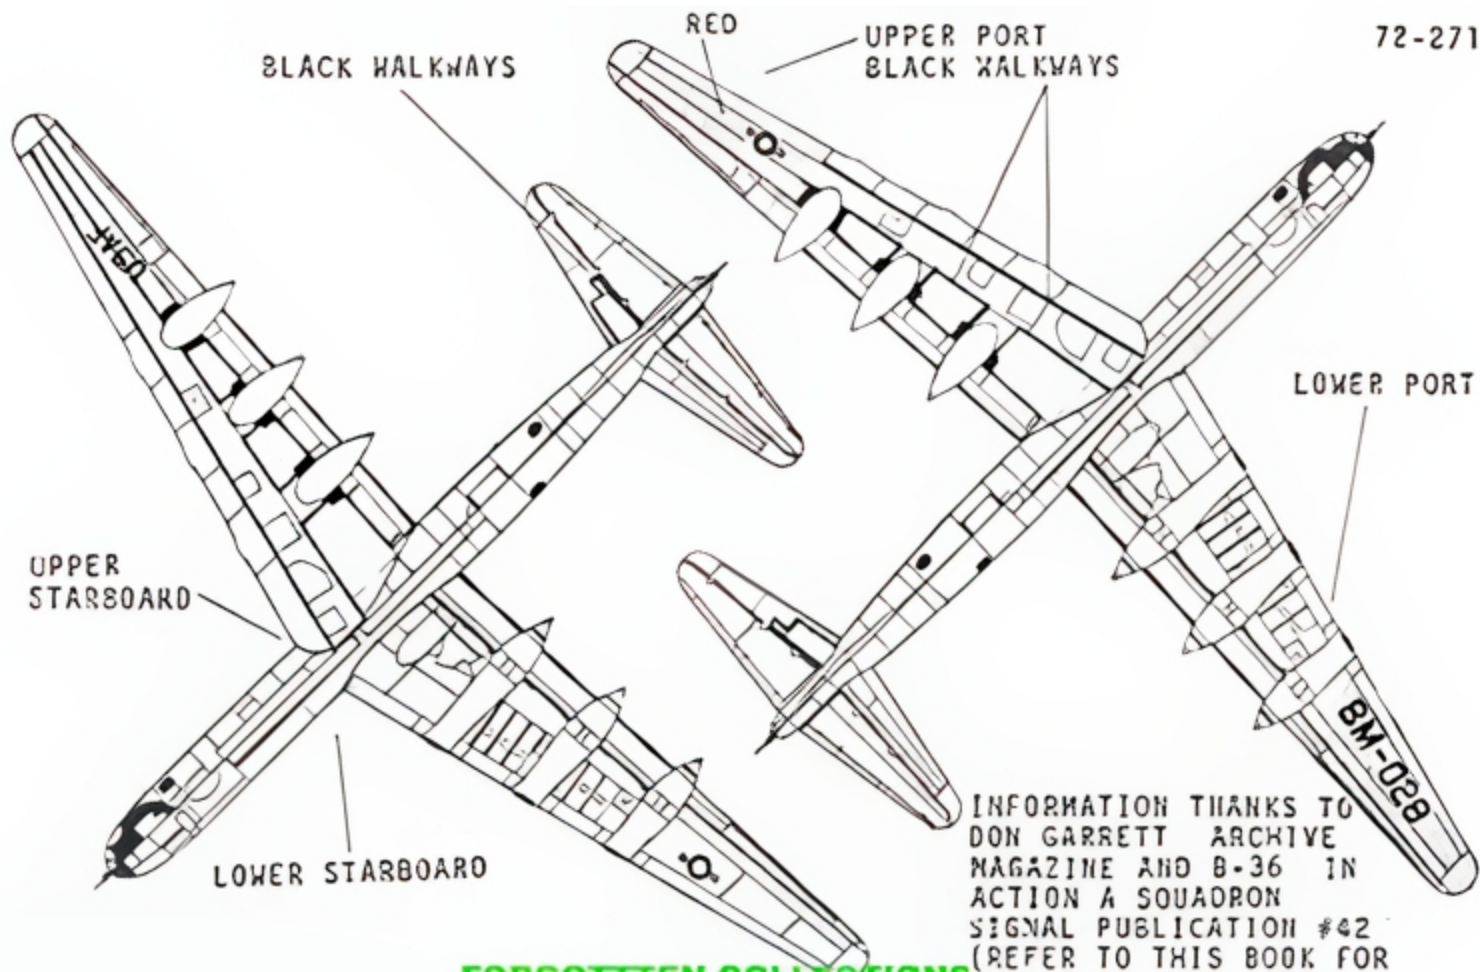 RED
UPPER PORT
BLACK WALKWAYS
72-271
BLACK WALKWAYS
USAF
LOWER PORT
UPPER
STARBOARD
BM-028
LOWER STARBOARD
INFORMATION THANKS TO
DON GARRETT ARCHIVE
MAGAZINE AND B-36 IN
ACTION A SQUADRON
SIGNAL PUBLICATION #42
(REFER TO THIS BOOK FOR